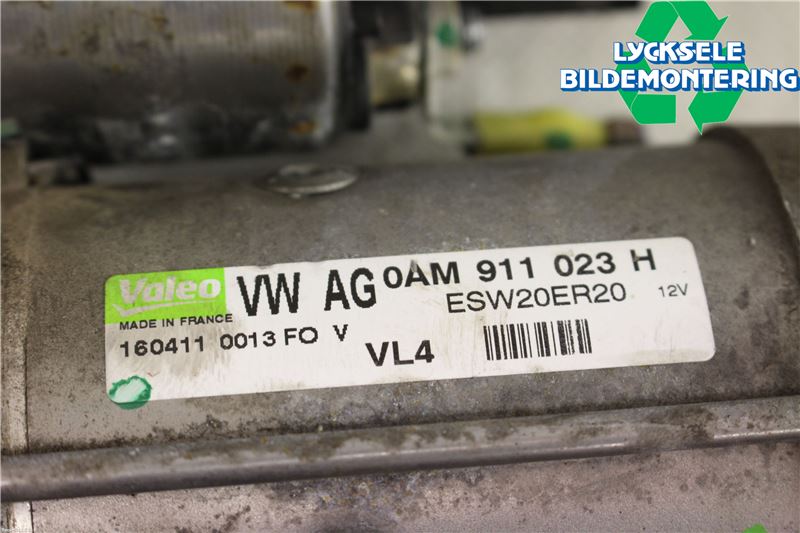 LYCKSELE
BILDEMONTERING
Valeo
VW AG 0AM 911 023 H
MADE IN FRANCE
ESW20ER20 12V
160411 0013 FO V
VL4